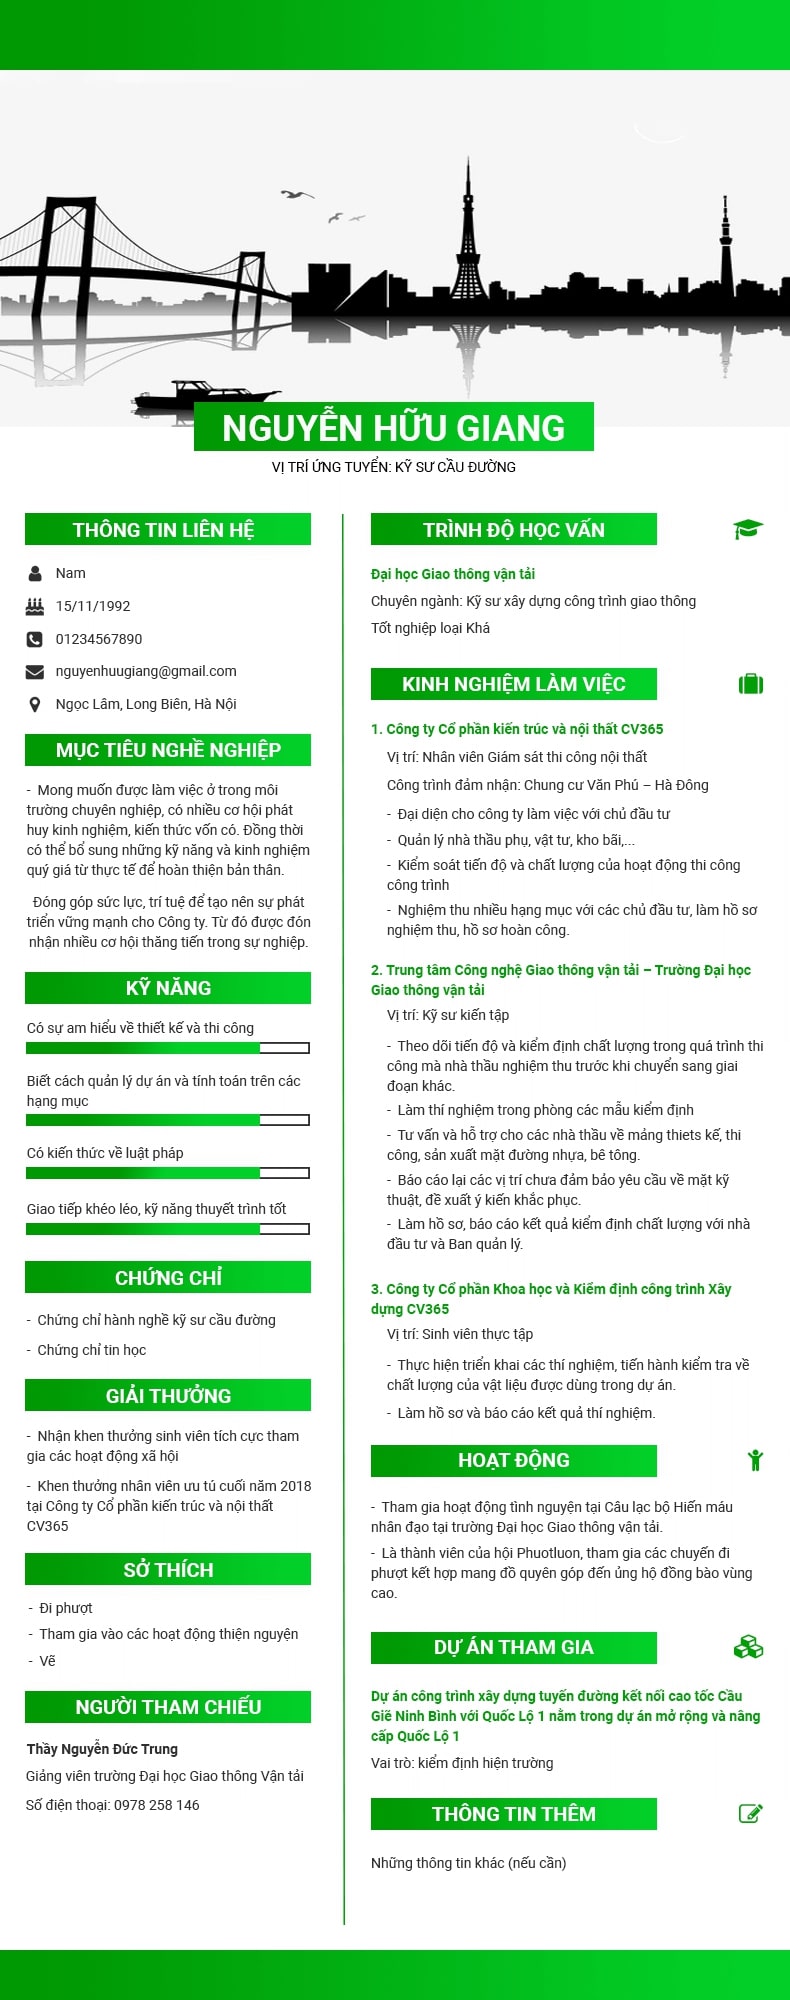 NGUYỄN HỮU GIANG
VỊ TRÍ ỨNG TUYỂN: KỸ SƯ CẦU ĐƯỜNG
THÔNG TIN LIÊN HỆ
Nam
15/11/1992
01234567890
nguyenhuugiang@gmail.com
Ngọc Lâm, Long Biên, Hà Nội
MỤC TIÊU NGHỀ NGHIỆP
- Mong muốn được làm việc ở trong môi
trường chuyên nghiệp, có nhiều cơ hội phát
huy kinh nghiệm, kiến thức vốn có. Đồng thời
có thể bổ sung những kỹ năng và kinh nghiệm
quý giá từ thực tế để hoàn thiện bản thân.
Đóng góp sức lực, trí tuệ để tạo nên sự phát
triển vững mạnh cho Công ty. Từ đó được đón
nhận nhiều cơ hội thăng tiến trong sự nghiệp.
KỸ NĂNG
Có sự am hiểu về thiết kế và thi công
Biết cách quản lý dự án và tính toán trên các
hạng mục
Có kiến thức về luật pháp
Giao tiếp khéo léo, kỹ năng thuyết trình tốt
CHỨNG CHỈ
- Chứng chỉ hành nghề kỹ sư cầu đường
- Chứng chỉ tin học
GIẢI THƯỞNG
- Nhận khen thưởng sinh viên tích cực tham
gia các hoạt động xã hội
- Khen thưởng nhân viên ưu tú cuối năm 2018
tại Công ty Cổ phần kiến trúc và nội thất
CV365
SỞ THÍCH
- Đi phượt
- Tham gia vào các hoạt động thiện nguyện
- Vẽ
NGƯỜI THAM CHIẾU
Thầy Nguyễn Đức Trung
Giảng viên trường Đại học Giao thông Vận tải
Số điện thoại: 0978 258 146
TRÌNH ĐỘ HỌC VẤN
Đại học Giao thông vận tải
Chuyên ngành: Kỹ sư xây dựng công trình giao thông
Tốt nghiệp loại Khá
KINH NGHIỆM LÀM VIỆC
1. Công ty Cổ phần kiến trúc và nội thất CV365
Vị trí: Nhân viên Giám sát thi công nội thất
Công trình đảm nhận: Chung cư Văn Phú – Hà Đông
- Đại diện cho công ty làm việc với chủ đầu tư
- Quản lý nhà thầu phụ, vật tư, kho bãi,...
- Kiểm soát tiến độ và chất lượng của hoạt động thi công
công trình
- Nghiệm thu nhiều hạng mục với các chủ đầu tư, làm hồ sơ
nghiệm thu, hồ sơ hoàn công.
2. Trung tâm Công nghệ Giao thông vận tải – Trường Đại học
Giao thông vận tải
Vị trí: Kỹ sư kiến tập
- Theo dõi tiến độ và kiểm định chất lượng trong quá trình thi
công mà nhà thầu nghiệm thu trước khi chuyển sang giai
đoạn khác.
- Làm thí nghiệm trong phòng các mẫu kiểm định
- Tư vấn và hỗ trợ cho các nhà thầu về mảng thiets kế, thi
công, sản xuất mặt đường nhựa, bê tông.
- Báo cáo lại các vị trí chưa đảm bảo yêu cầu về mặt kỹ
thuật, đề xuất ý kiến khắc phục.
- Làm hồ sơ, báo cáo kết quả kiểm định chất lượng với nhà
đầu tư và Ban quản lý.
3. Công ty Cổ phần Khoa học và Kiểm định công trình Xây
dựng CV365
Vị trí: Sinh viên thực tập
- Thực hiện triển khai các thí nghiệm, tiến hành kiểm tra về
chất lượng của vật liệu được dùng trong dự án.
- Làm hồ sơ và báo cáo kết quả thí nghiệm.
HOẠT ĐỘNG
- Tham gia hoạt động tình nguyện tại Câu lạc bộ Hiến máu
nhân đạo tại trường Đại học Giao thông vận tải.
- Là thành viên của hội Phuotluon, tham gia các chuyến đi
phượt kết hợp mang đồ quyên góp đến ủng hộ đồng bào vùng
cao.
DỰ ÁN THAM GIA
Dự án công trình xây dựng tuyến đường kết nối cao tốc Cầu
Giẽ Ninh Bình với Quốc Lộ 1 nằm trong dự án mở rộng và nâng
cấp Quốc Lộ 1
Vai trò: kiểm định hiện trường
THÔNG TIN THÊM
Những thông tin khác (nếu cần)